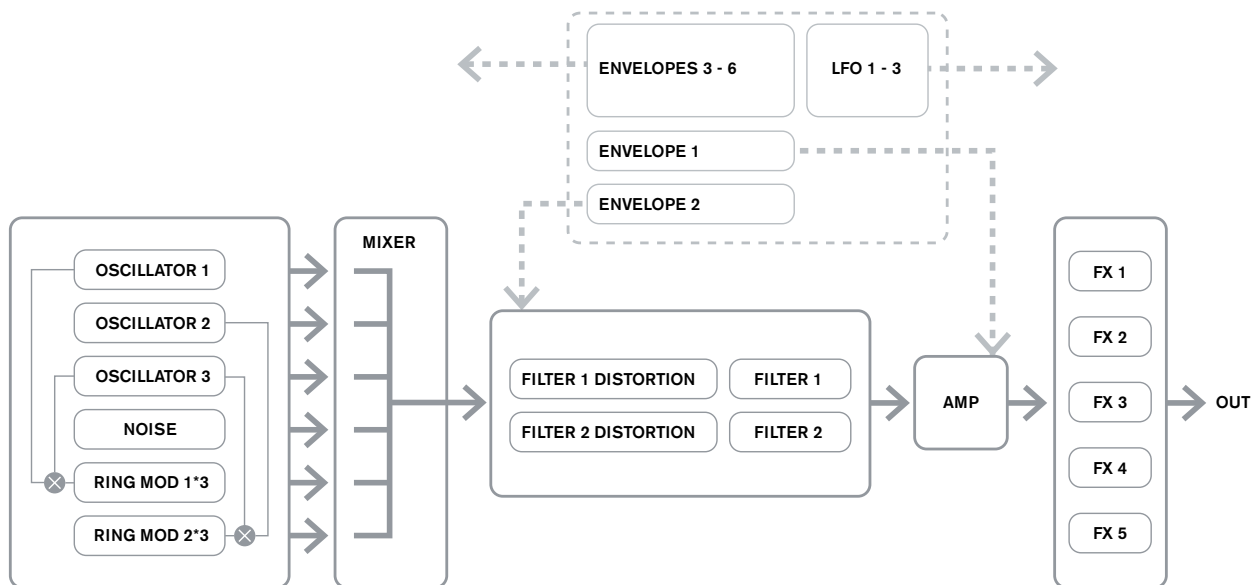 ENVELOPES 3 - 6
LFO 1 - 3
ENVELOPE 1
ENVELOPE 2
OSCILLATOR 1
OSCILLATOR 2
OSCILLATOR 3
NOISE
RING MOD 1*3
RING MOD 2*3
MIXER
FILTER 1 DISTORTION
FILTER 1
FILTER 2 DISTORTION
FILTER 2
AMP
FX 1
FX 2
FX 3
FX 4
FX 5
OUT